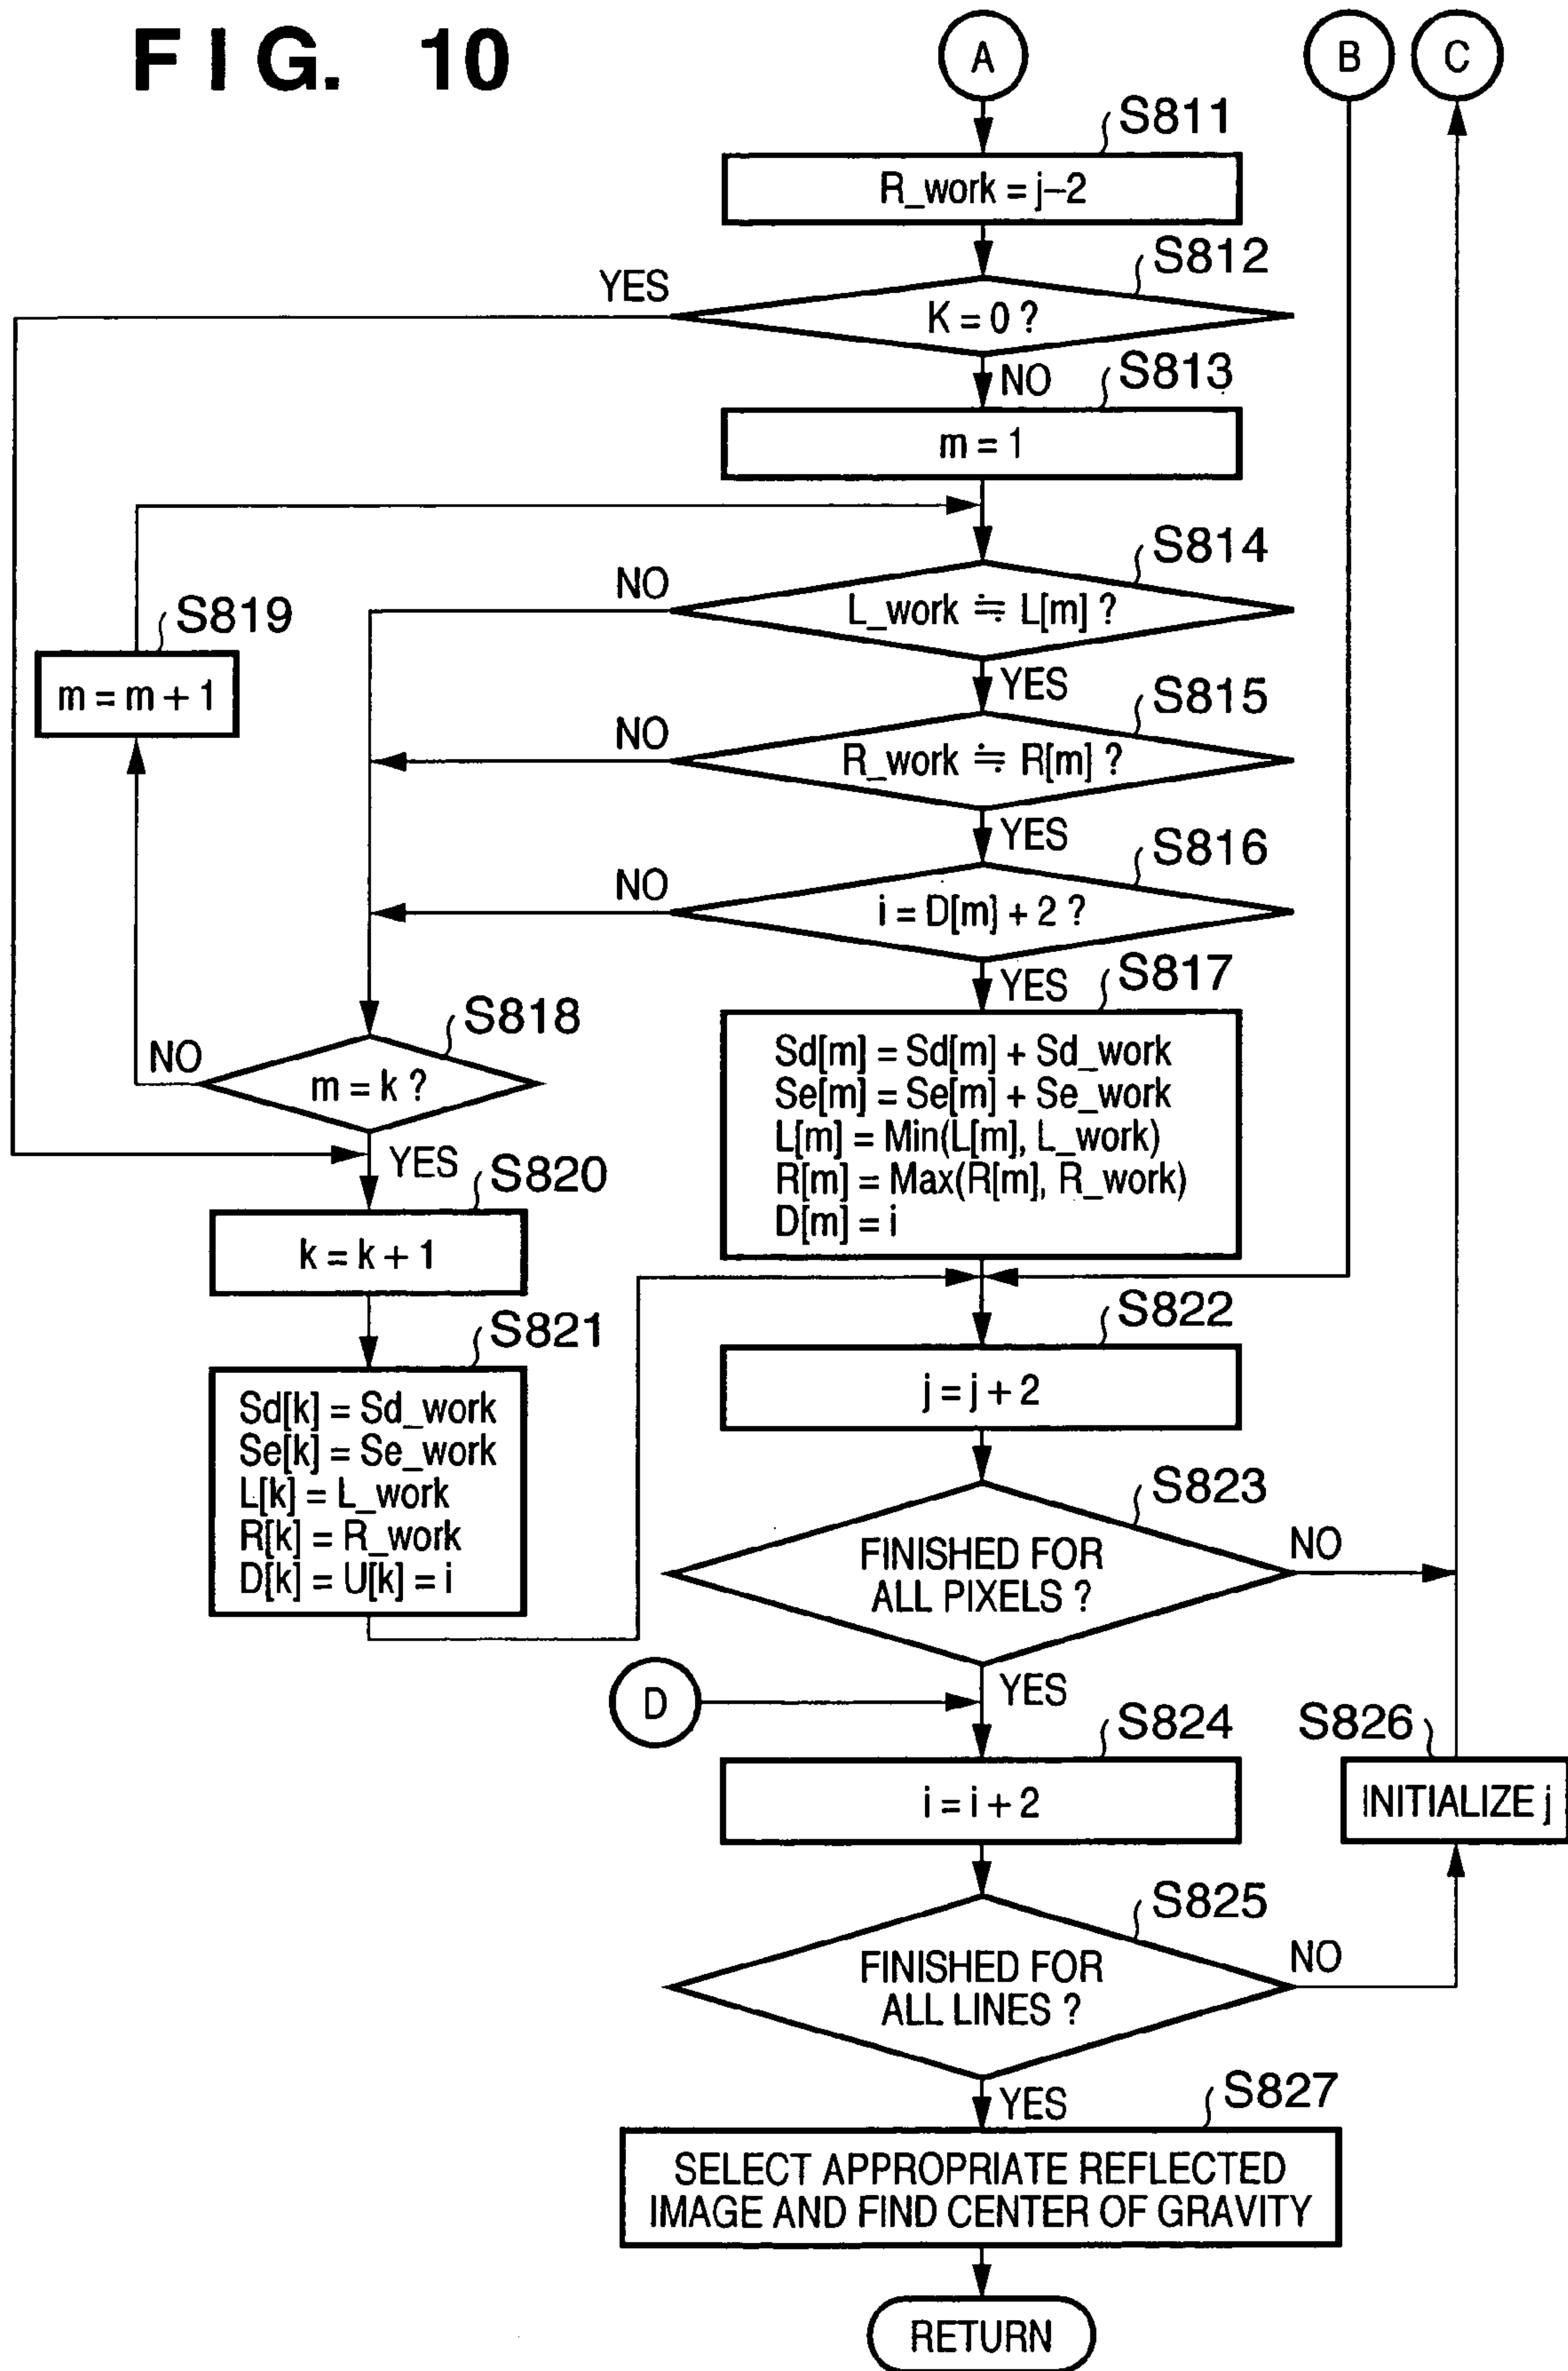 FIG. 10
A
B
C
S811
R_work = j–2
S812
YES
K = 0 ?
NO
S813
m = 1
S814
NO
L_work ≒ L[m] ?
S819
m = m + 1
YES
S815
NO
R_work ≒ R[m] ?
YES
S816
NO
i = D[m] + 2 ?
YES
S817
Sd[m] = Sd[m] + Sd_work
Se[m] = Se[m] + Se_work
L[m] = Min(L[m], L_work)
R[m] = Max(R[m], R_work)
D[m] = i
S818
NO
m = k ?
YES
S820
k = k + 1
S821
Sd[k] = Sd_work
Se[k] = Se_work
L[k] = L_work
R[k] = R_work
D[k] = U[k] = i
S822
j = j + 2
S823
FINISHED FOR
ALL PIXELS ?
NO
YES
D
S824
i = i + 2
S826
INITIALIZE j
S825
FINISHED FOR
ALL LINES ?
NO
YES
S827
SELECT APPROPRIATE REFLECTED
IMAGE AND FIND CENTER OF GRAVITY
RETURN